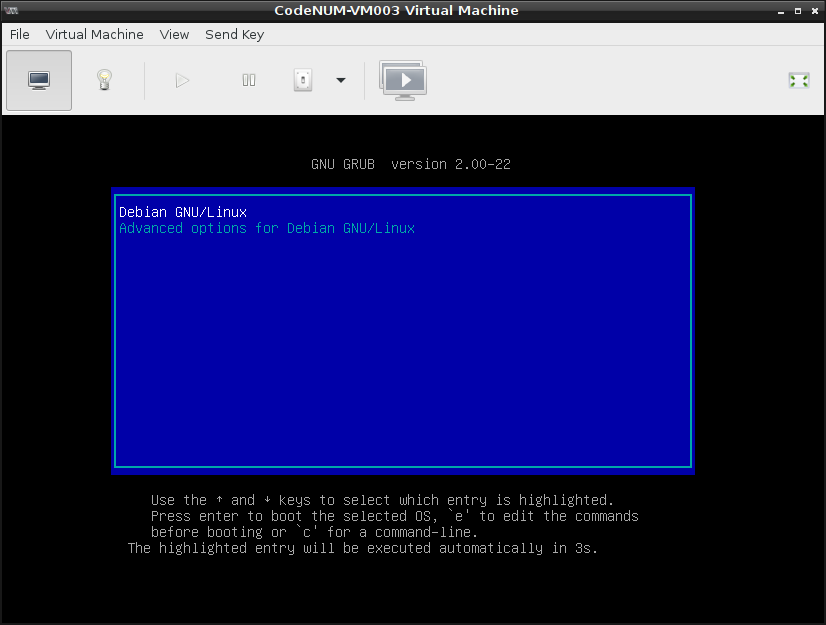 CodeNUM-VM003 Virtual Machine
File Virtual Machine View Send Key
GNU GRUB version 2.00-22
Debian GNU/Linux
Advanced options for Debian GNU/Linux
Use the ↑ and ↓ keys to select which entry is highlighted.
Press enter to boot the selected OS, `e' to edit the commands
before booting or `c' for a command-line.
The highlighted entry will be executed automatically in 3s.